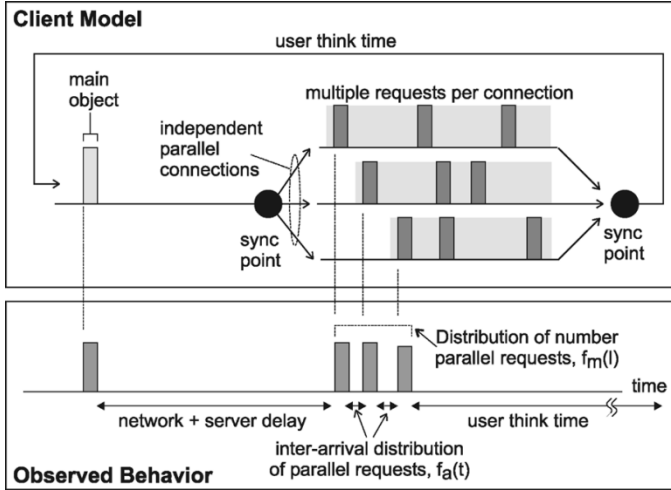 Client Model
user think time
main
object
multiple requests per connection
independent
parallel
connections
sync
point
sync
point
Distribution of number
parallel requests, fm(l)
time
network + server delay
user think time
inter-arrival distribution
of parallel requests, fa(t)
Observed Behavior